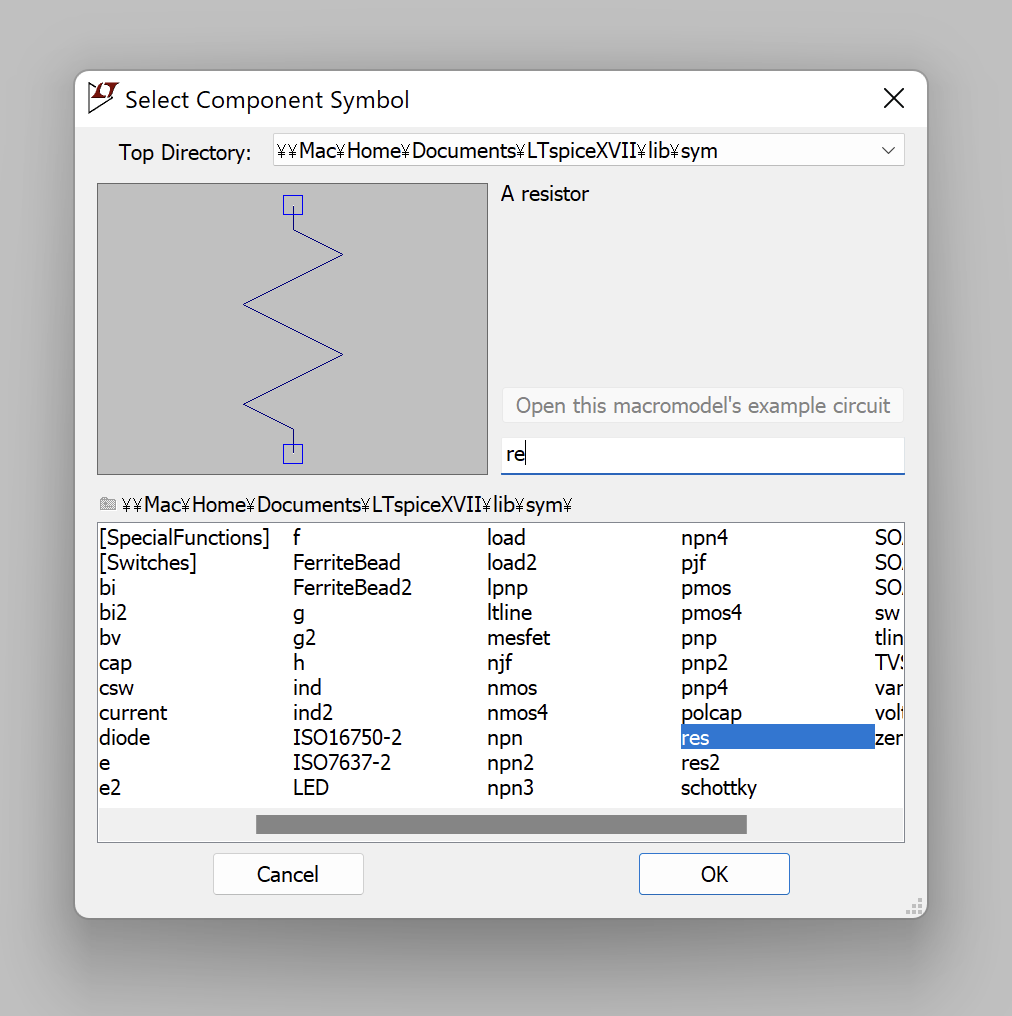 Select Component Symbol
Top Directory: ¥¥Mac¥Home¥Documents¥LTspiceXVII¥lib¥sym
A resistor
Open this macromodel's example circuit
re
¥¥Mac¥Home¥Documents¥LTspiceXVII¥lib¥sym¥
[SpecialFunctions] f load npn4 SO
[Switches] FerriteBead load2 pjf SO
bi FerriteBead2 lpnp pmos SO
bi2 g ltline pmos4 sw
bv g2 mesfet pnp tlin
cap h njf pnp2 TVS
csw ind nmos pnp4 var
current ind2 nmos4 polcap volt
diode ISO16750-2 npn res zer
e ISO7637-2 npn2 res2
e2 LED npn3 schottky
Cancel OK